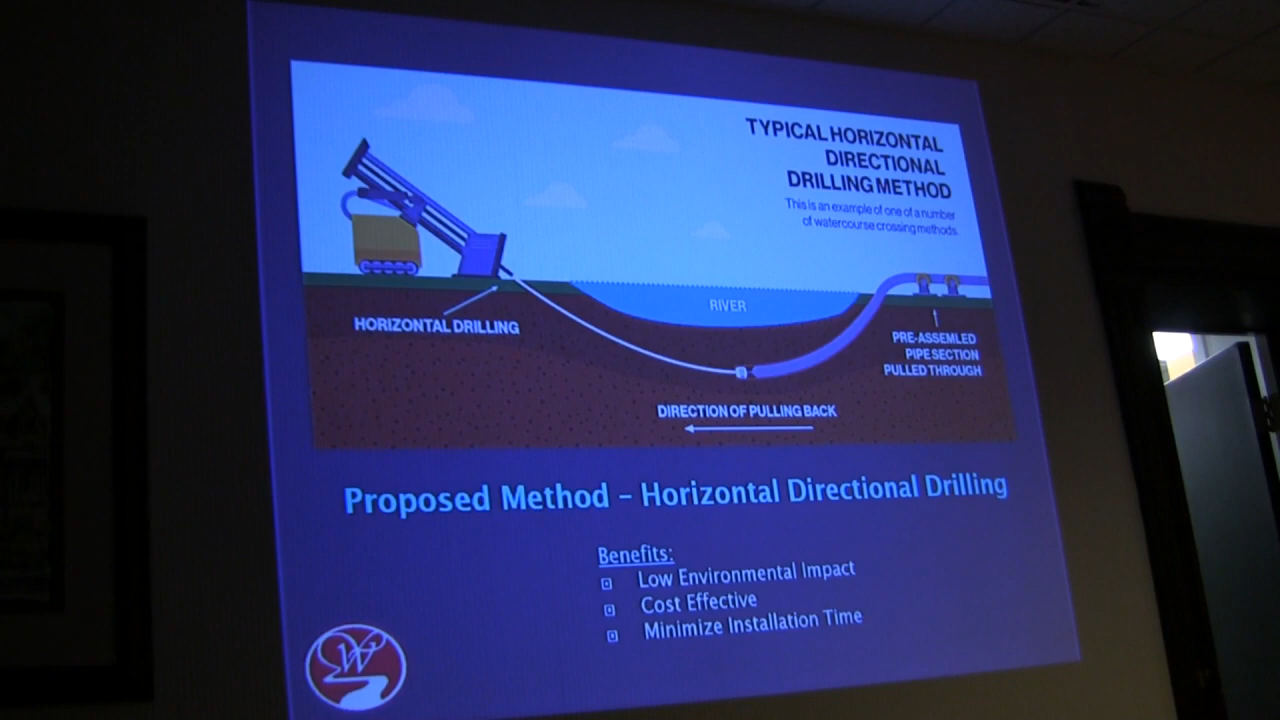 TYPICAL HORIZONTAL
DIRECTIONAL
DRILLING METHOD
This is an example of one of a number
of watercourse crossing methods.
RIVER
HORIZONTAL DRILLING
PRE-ASSEMLED
PIPE SECTION
PULLED THROUGH
DIRECTION OF PULLING BACK
Proposed Method – Horizontal Directional Drilling
Benefits:
Low Environmental Impact
Cost Effective
Minimize Installation Time
W